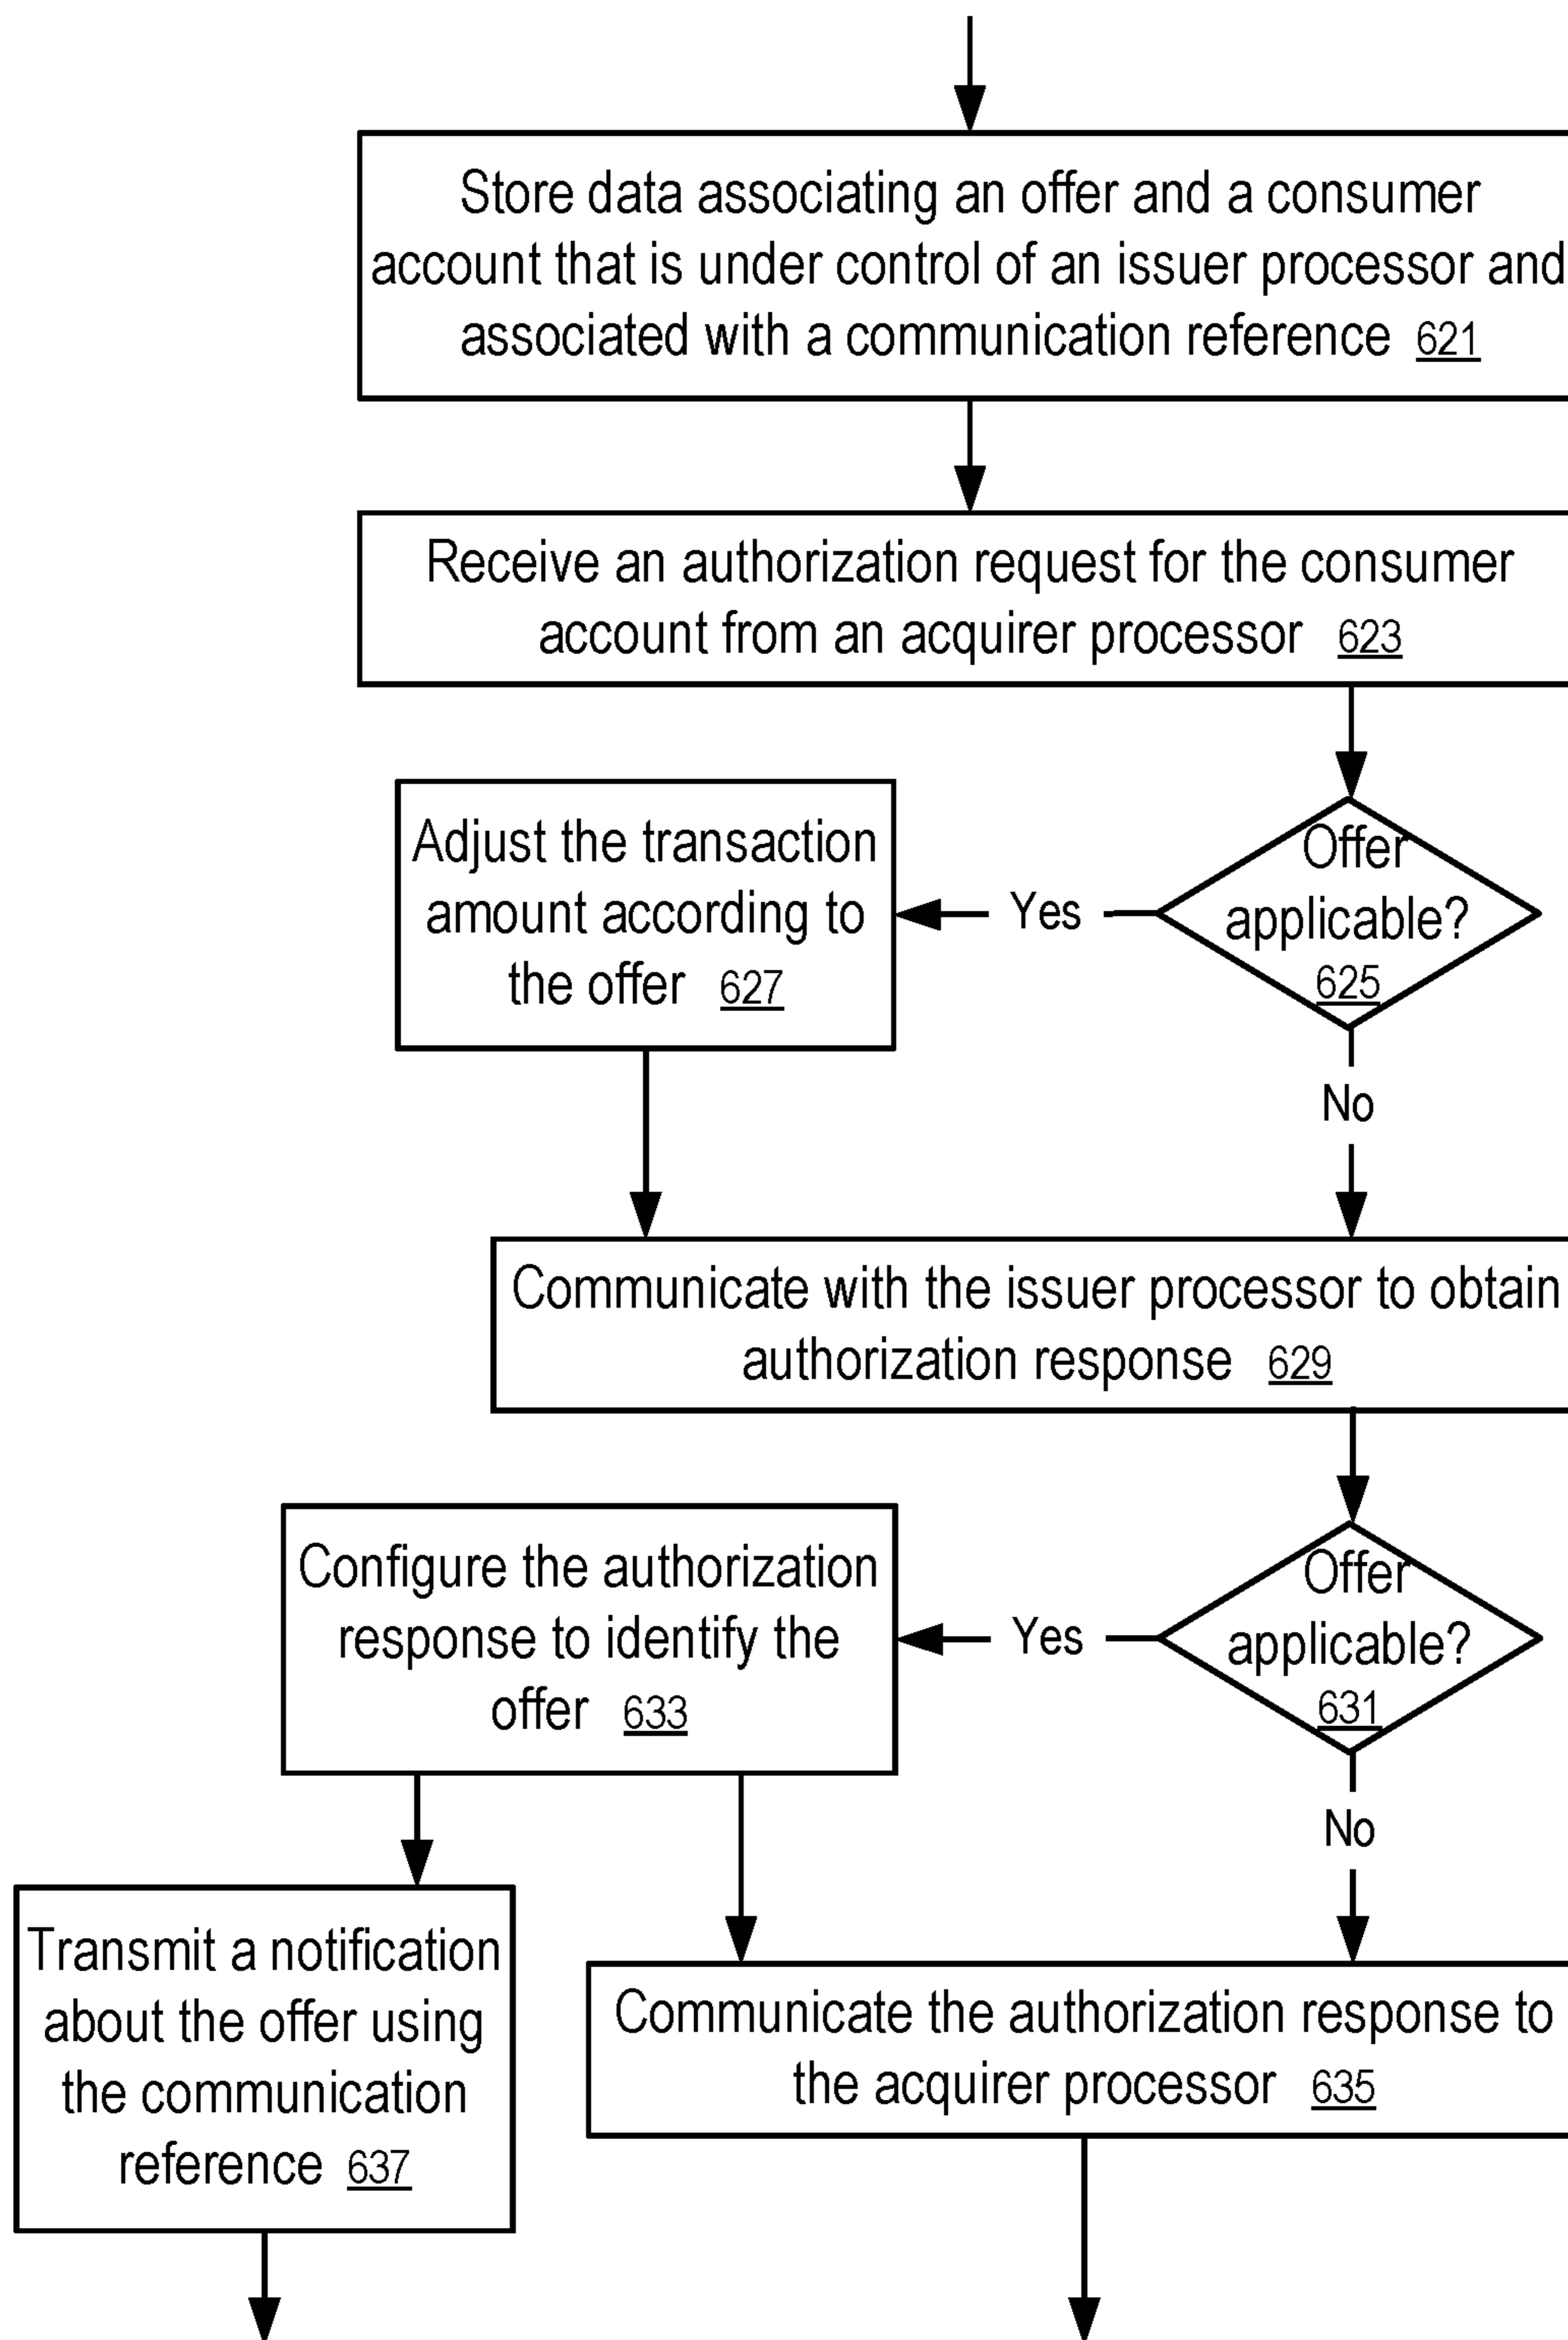 Store data associating an offer and a consumer
account that is under control of an issuer processor and
associated with a communication reference 621
Receive an authorization request for the consumer
account from an acquirer processor 623
Offer
applicable?
625
Yes
Adjust the transaction
amount according to
the offer 627
No
Communicate with the issuer processor to obtain
authorization response 629
Offer
applicable?
631
Yes
Configure the authorization
response to identify the
offer 633
No
Transmit a notification
about the offer using
the communication
reference 637
Communicate the authorization response to
the acquirer processor 635